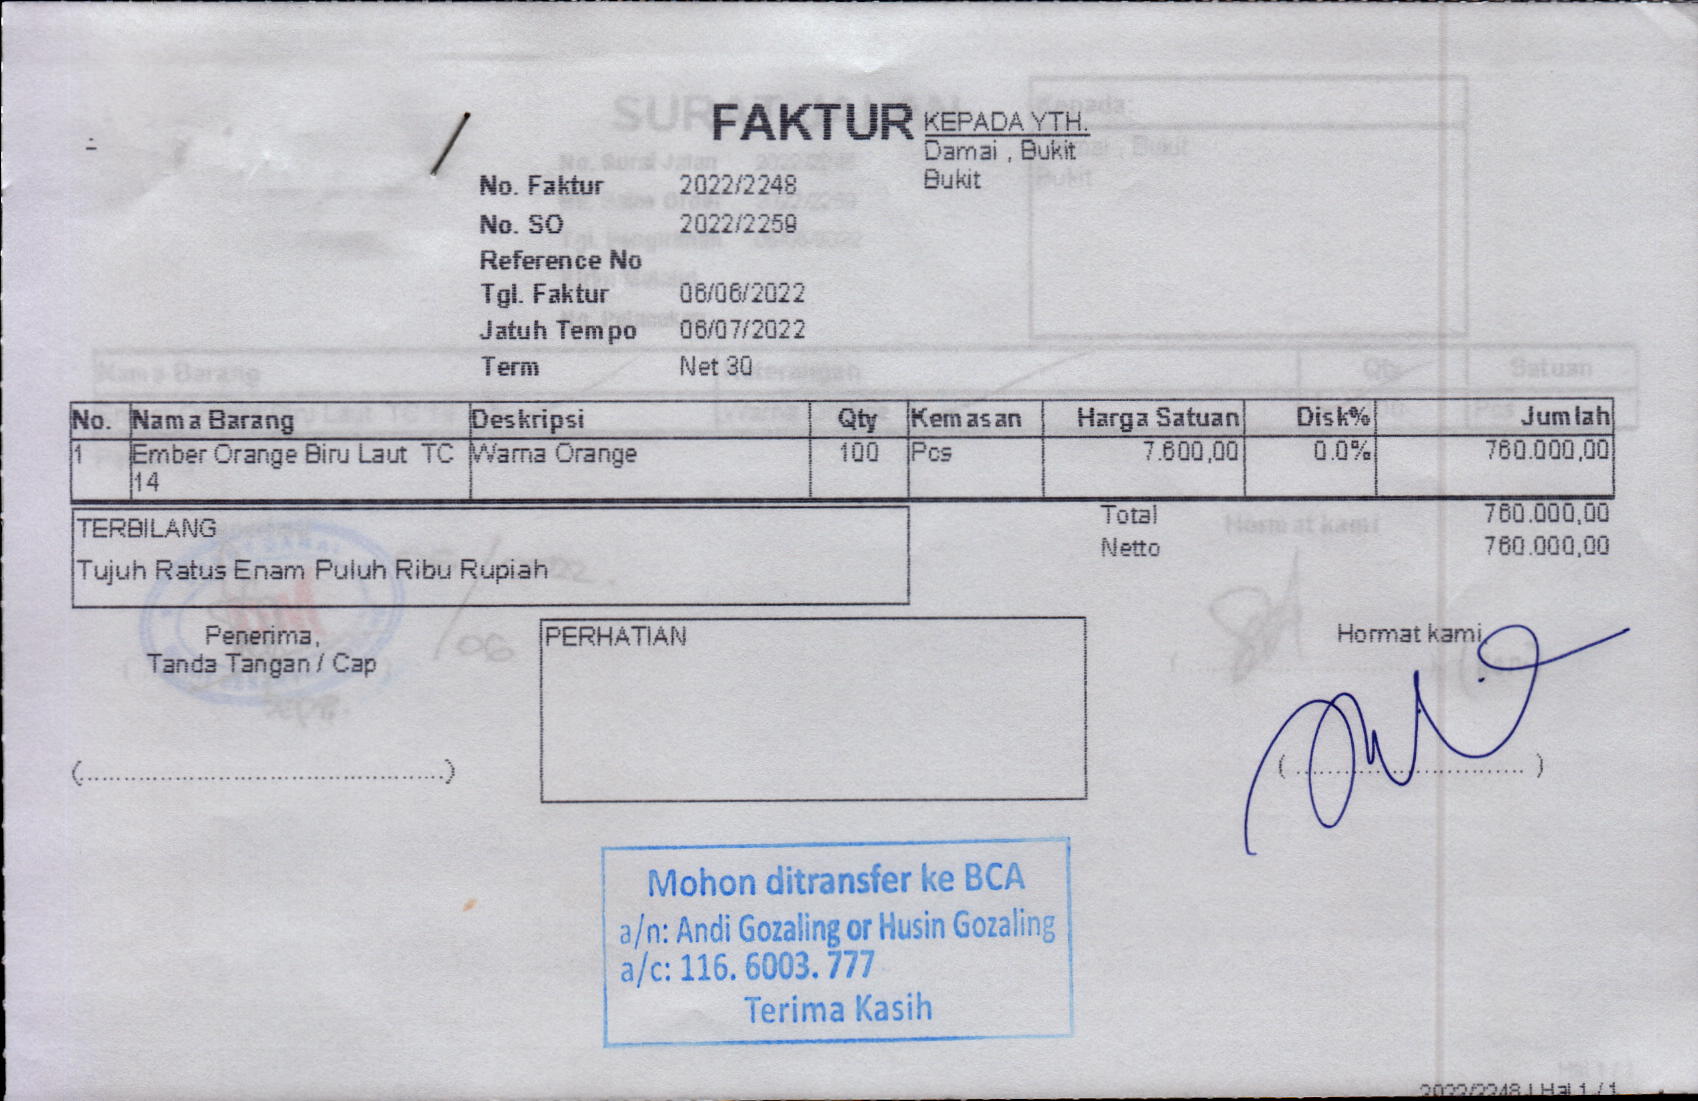 FAKTUR
KEPADA YTH.
Damai , Bukit
Bukit
No. Faktur 2022/2248
No. SO 2022/2259
Reference No
Tgl. Faktur 06/06/2022
Jatuh Tempo 06/07/2022
Term Net 30
No. Nama Barang Deskripsi Qty Kemasan Harga Satuan Disk% Jumlah
1 Ember Orange Biru Laut TC Warna Orange 100 Pcs 7.600,00 0.0% 760.000,00
14
Total 760.000,00
TERBILANG
Netto 760.000,00
Tujuh Ratus Enam Puluh Ribu Rupiah
Penerima,
Tanda Tangan / Cap
PERHATIAN
Hormat kami,
Mohon ditransfer ke BCA
a/n: Andi Gozaling or Husin Gozaling
a/c: 116. 6003. 777
Terima Kasih
2022/2248 | Hal 1 / 1